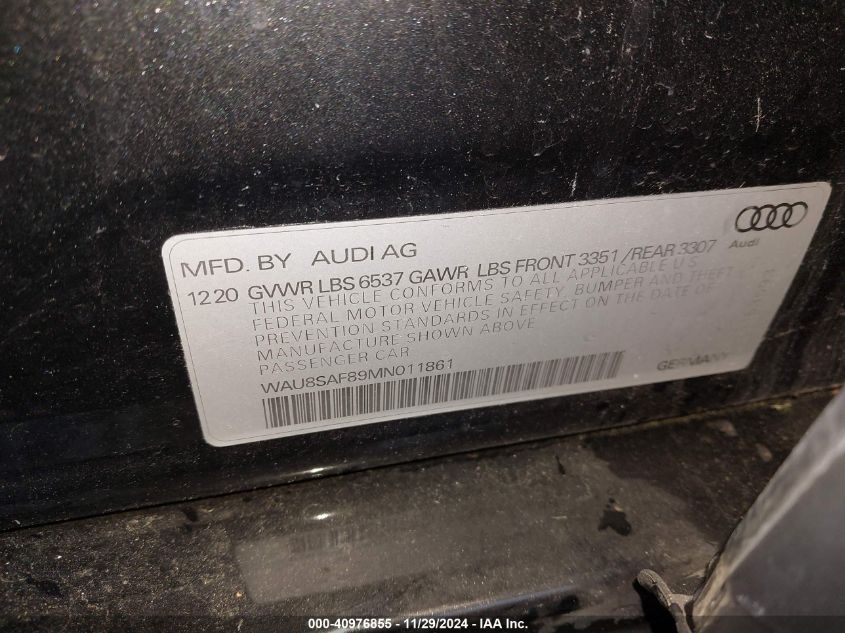 MFD. BY AUDI AG
Audi
12.20 GVWR LBS 6537 GAWR LBS FRONT 3351 /REAR 3307
THIS VEHICLE CONFORMS TO ALL APPLICABLE U.S.
FEDERAL MOTOR VEHICLE SAFETY, BUMPER AND THEFT
PREVENTION STANDARDS IN EFFECT ON THE DATE OF
MANUFACTURE SHOWN ABOVE
PASSENGER CAR
WAU8SAF89MN011861
GERMANY
000-40976855 - 11/29/2024 - IAA Inc.